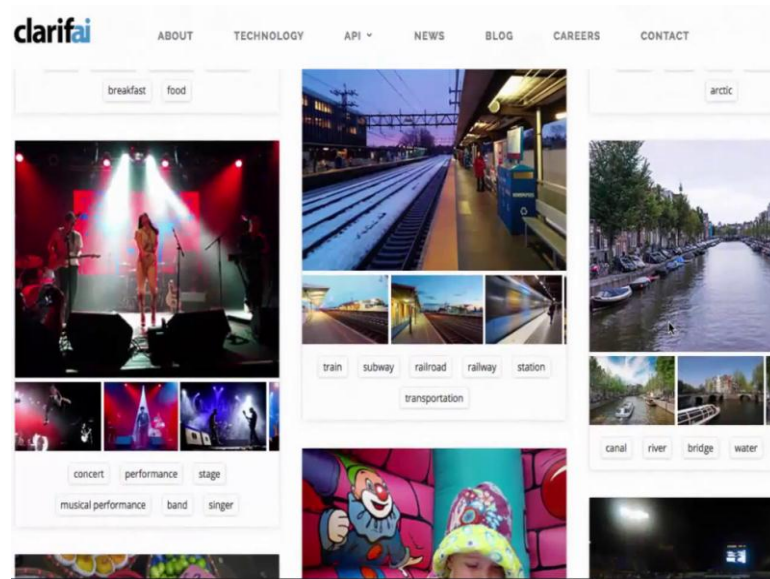 clarifai
ABOUT TECHNOLOGY API NEWS BLOG CAREERS CONTACT
breakfast food
concert performance stage
musical performance band singer
train subway railroad railway station
transportation
arctic
canal river bridge water